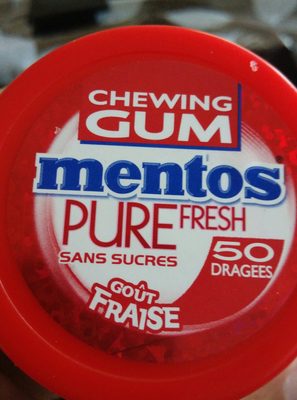 CHEWING
GUM
mentos
PURE FRESH
SANS SUCRES
50
DRAGEES
GOÛT
FRAISE